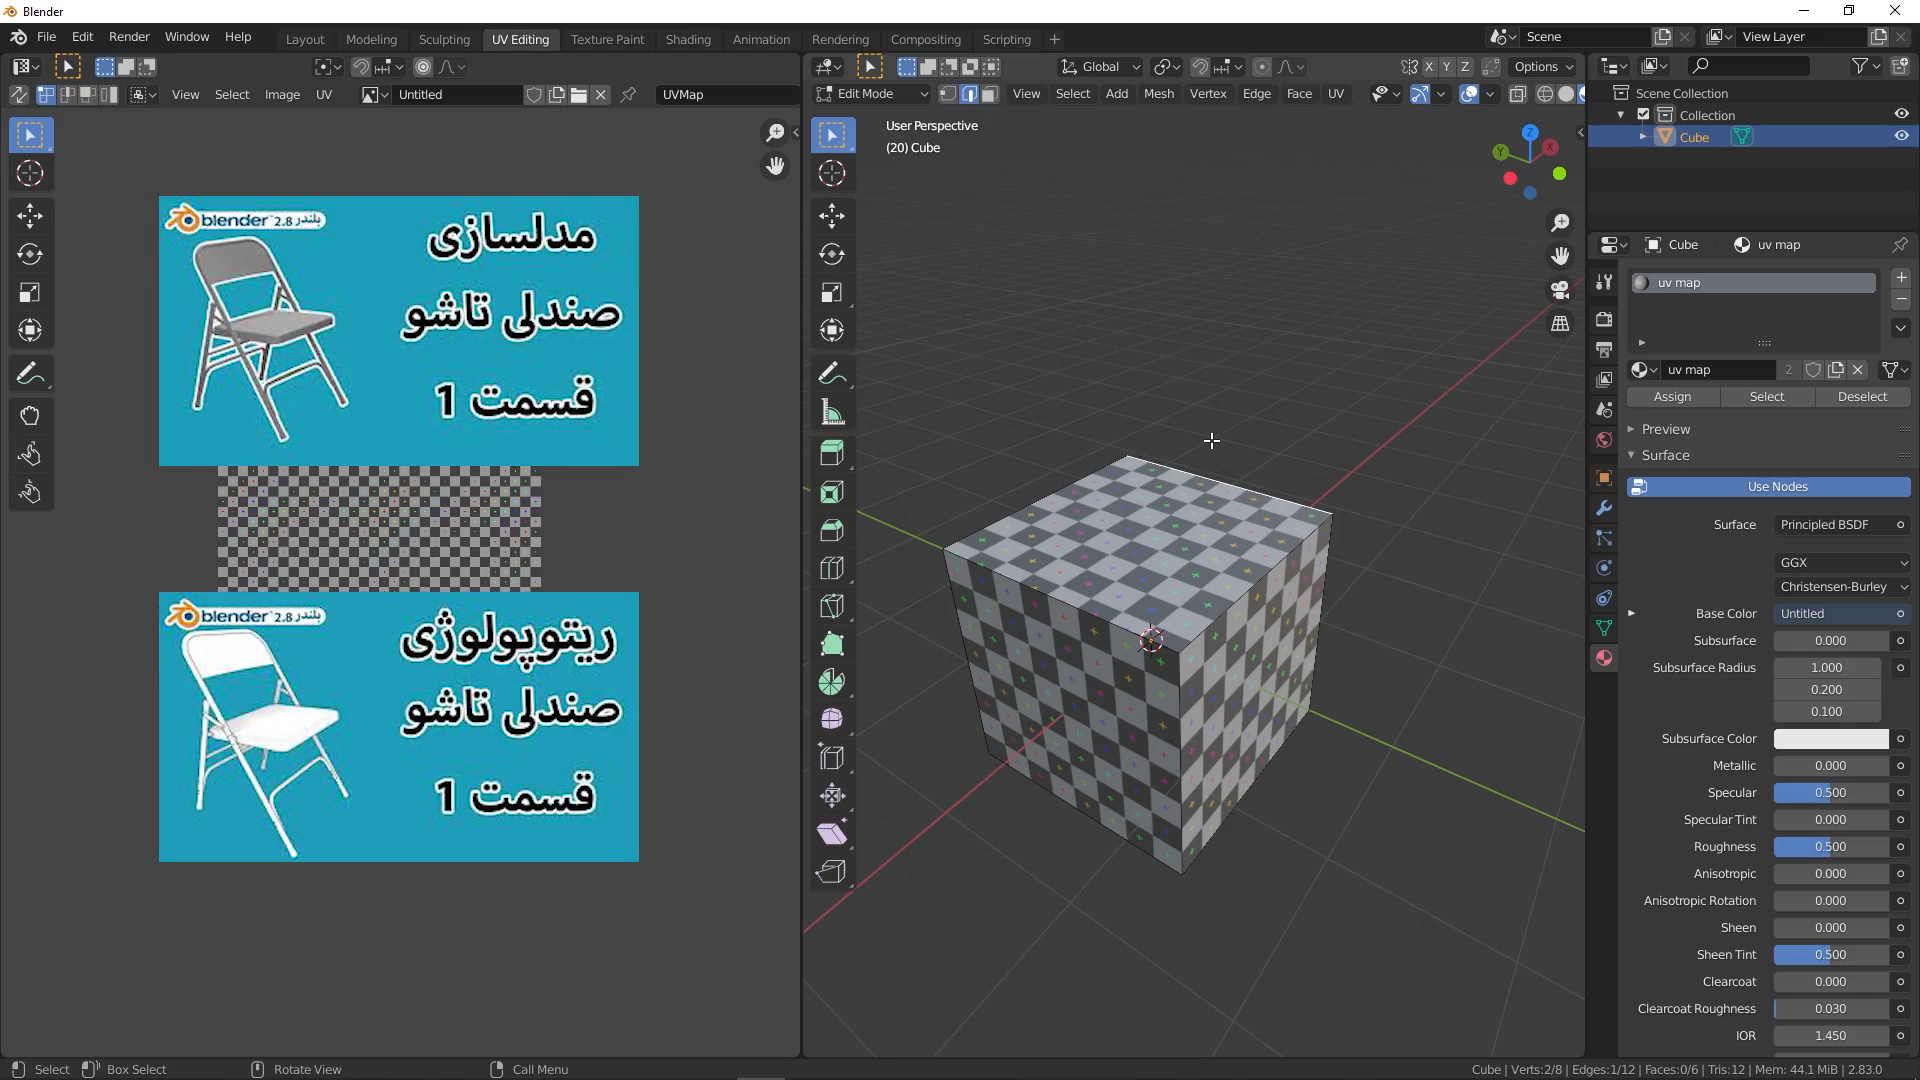 Blender
File Edit Render Window Help Layout Modeling Sculpting UV Editing Texture Paint Shading Animation Rendering Compositing Scripting + Scene View Layer
Global X Y Z Options
View Select Image UV Untitled UVMap
Edit Mode View Select Add Mesh Vertex Edge Face UV
Scene Collection
Collection
Cube
User Perspective
(20) Cube
Z
Y
X
blender 2.8 بلندر
مدلسازی
صندلی تاشو
قسمت 1
blender 2.8 بلندر
ریتوپولوژی
صندلی تاشو
قسمت 1
Cube uv map
uv map
uv map 2
Assign Select Deselect
Preview
Surface
Use Nodes
Surface Principled BSDF
GGX
Christensen-Burley
Base Color Untitled
Subsurface 0.000
Subsurface Radius 1.000
0.200
0.100
Subsurface Color
Metallic 0.000
Specular 0.500
Specular Tint 0.000
Roughness 0.500
Anisotropic 0.000
Anisotropic Rotation 0.000
Sheen 0.000
Sheen Tint 0.500
Clearcoat 0.000
Clearcoat Roughness 0.030
IOR 1.450
Select Box Select Rotate View Call Menu Cube | Verts:2/8 | Edges:1/12 | Faces:0/6 | Tris:12 | Mem: 44.1 MiB | 2.83.0